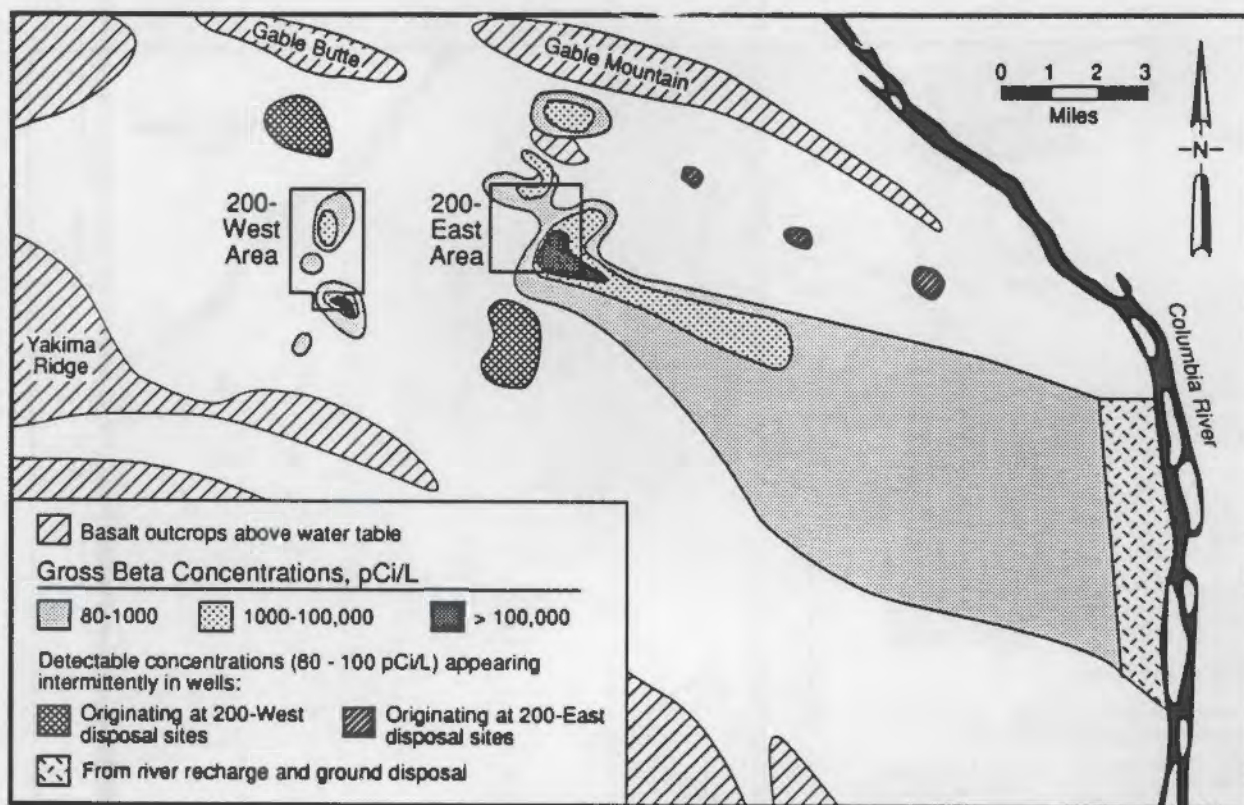 Gable Butte
Gable Mountain
0 1 2 3
Miles
N
200-
West
Area
200-
East
Area
Columbia River
Yakima
Ridge
Basalt outcrops above water table
Gross Beta Concentrations, pCi/L
80-1000 1000-100,000 > 100,000
Detectable concentrations (80 - 100 pCi/L) appearing
intermittently in wells:
Originating at 200-West
disposal sites
Originating at 200-East
disposal sites
From river recharge and ground disposal